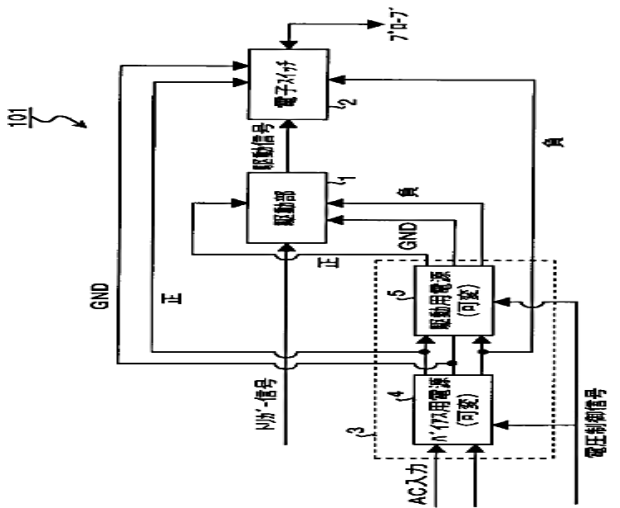 101
GND
正
ﾄﾘｶﾞｰ信号
駆動部
1
駆動信号
電子ｽｲｯﾁ
2
ﾌﾟﾛｰﾌﾞ
正
GND
負
負
3
AC入力
ﾊﾞｲｱｽ用電源
(可変)
4
駆動用電源
(可変)
5
電圧制御信号